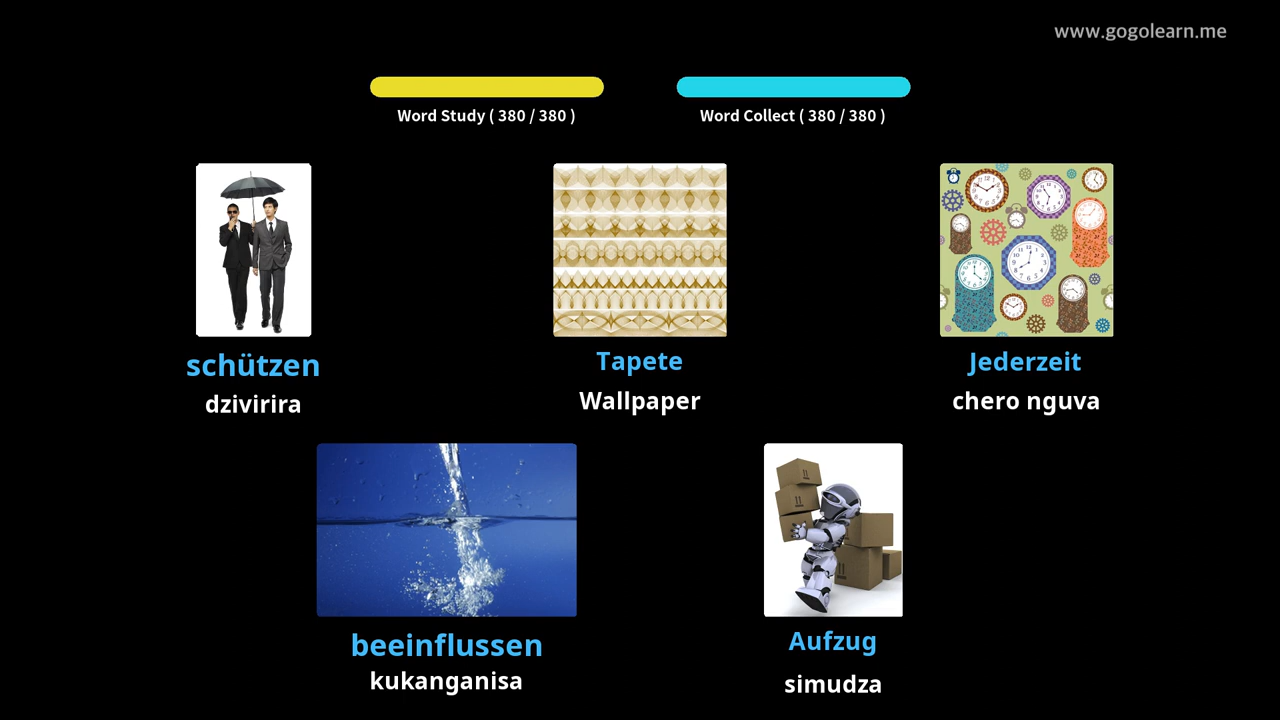 www.gogolearn.me
Word Study ( 380 / 380 )
Word Collect ( 380 / 380 )
schützen
dzivirira
Tapete
Wallpaper
Jederzeit
chero nguva
beeinflussen
kukanganisa
Aufzug
simudza